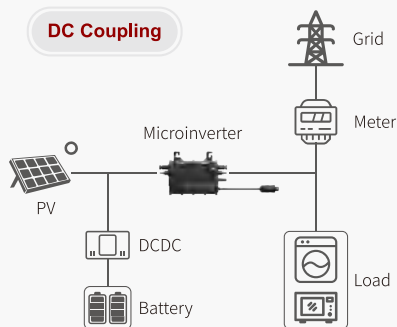 DC Coupling
Grid
Meter
Microinverter
PV
DCDC
Battery
Load